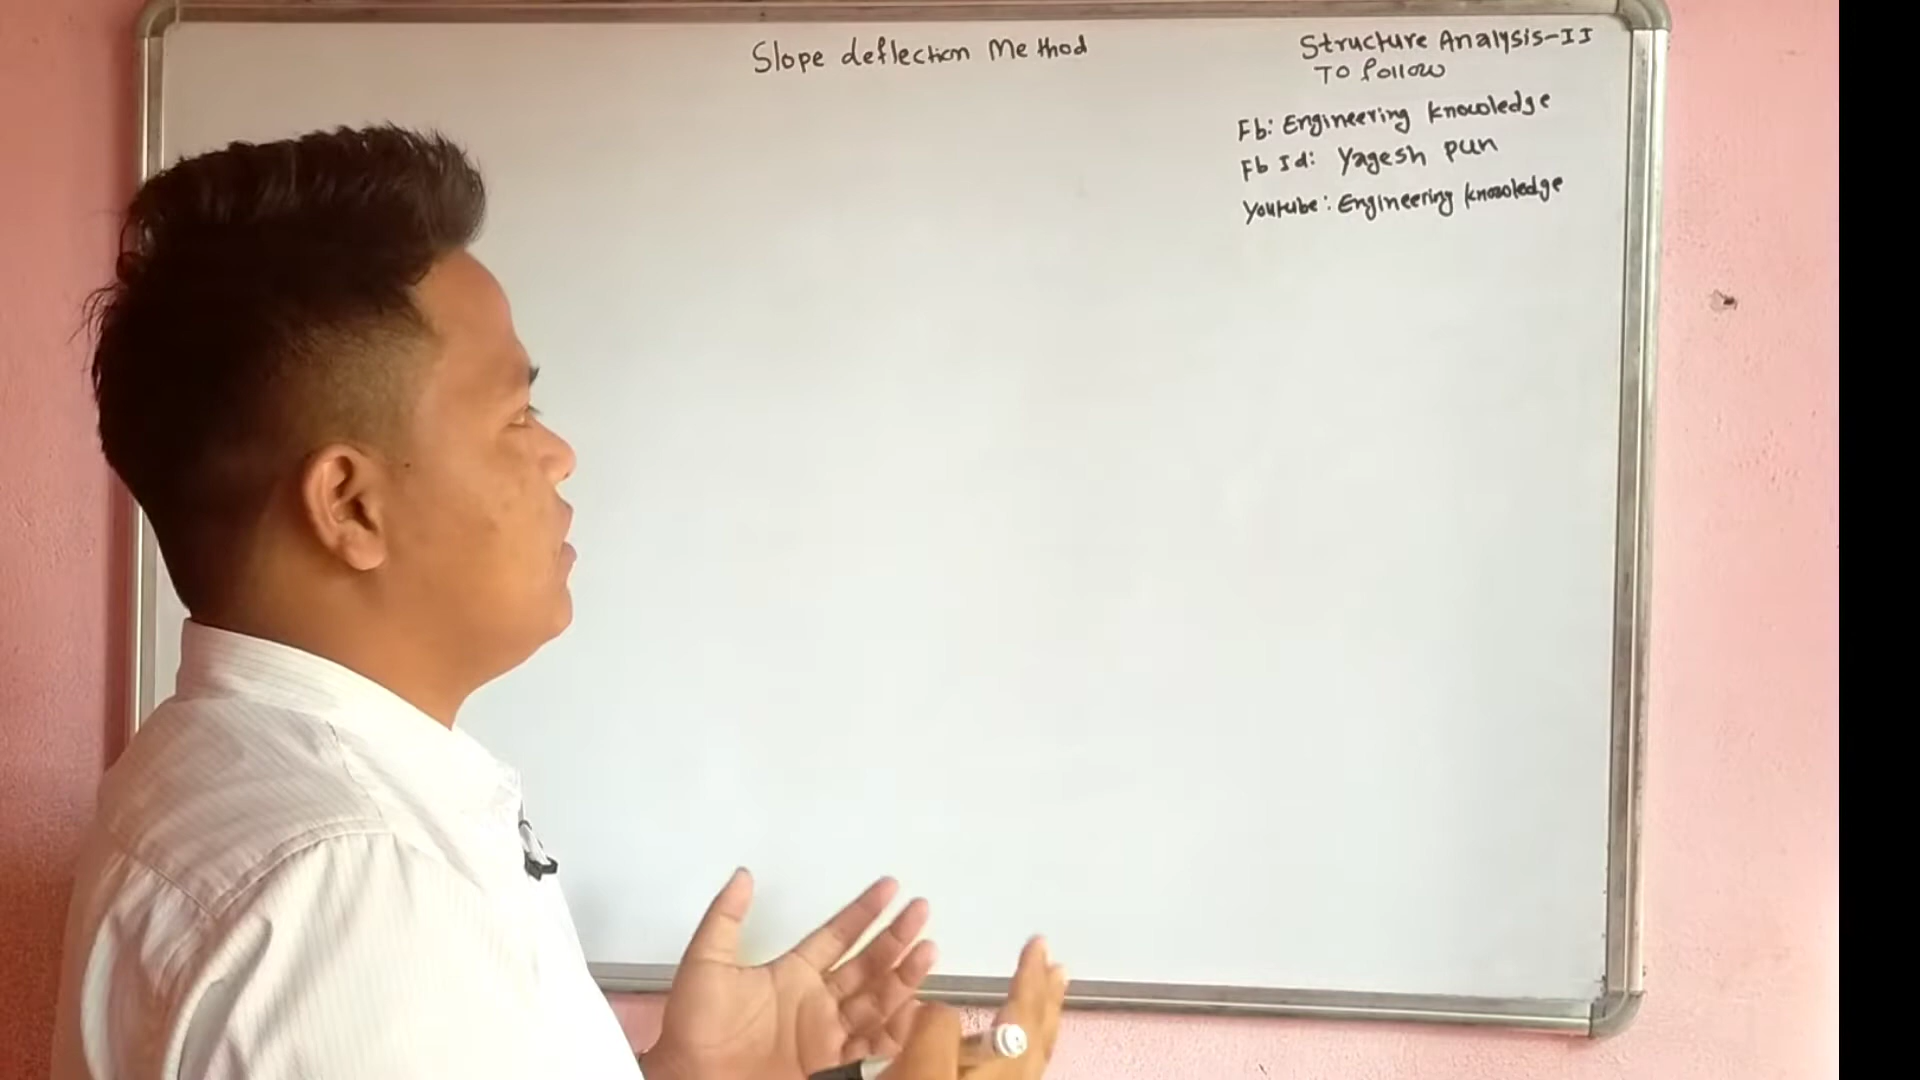 Slope deflection Method
Structure Analysis-II
To follow
Fb: Engineering knowledge
Fb Id: Yagesh pun
Youtube: Engineering knowledge